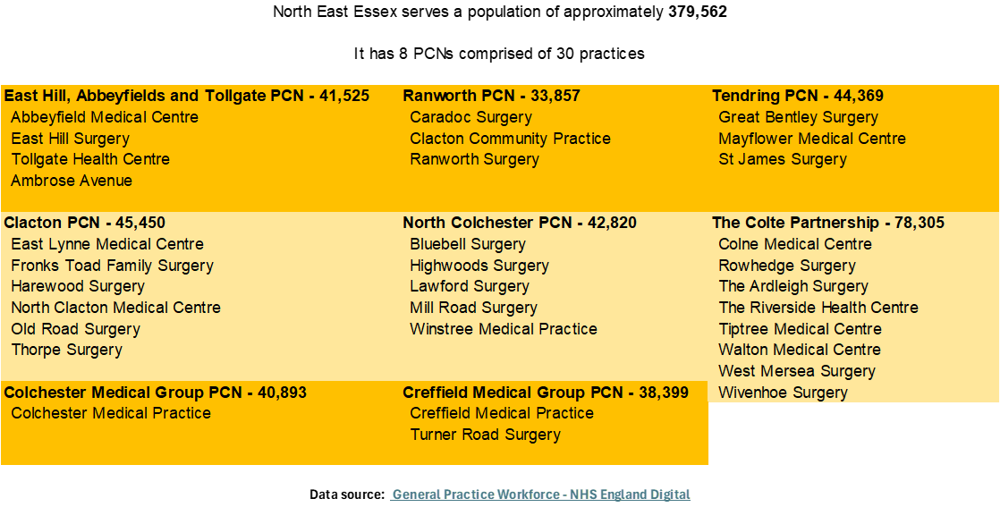 North East Essex serves a population of approximately 379,562
It has 8 PCNs comprised of 30 practices
East Hill, Abbeyfields and Tollgate PCN - 41,525
Abbeyfield Medical Centre
East Hill Surgery
Tollgate Health Centre
Ambrose Avenue
Ranworth PCN - 33,857
Caradoc Surgery
Clacton Community Practice
Ranworth Surgery
Tendring PCN - 44,369
Great Bentley Surgery
Mayflower Medical Centre
St James Surgery
Clacton PCN - 45,450
East Lynne Medical Centre
Fronks Toad Family Surgery
Harewood Surgery
North Clacton Medical Centre
Old Road Surgery
Thorpe Surgery
North Colchester PCN - 42,820
Bluebell Surgery
Highwoods Surgery
Lawford Surgery
Mill Road Surgery
Winstree Medical Practice
The Colte Partnership - 78,305
Colne Medical Centre
Rowhedge Surgery
The Ardleigh Surgery
The Riverside Health Centre
Tiptree Medical Centre
Walton Medical Centre
West Mersea Surgery
Wivenhoe Surgery
Colchester Medical Group PCN - 40,893
Colchester Medical Practice
Creffield Medical Group PCN - 38,399
Creffield Medical Practice
Turner Road Surgery
Data source: General Practice Workforce - NHS England Digital